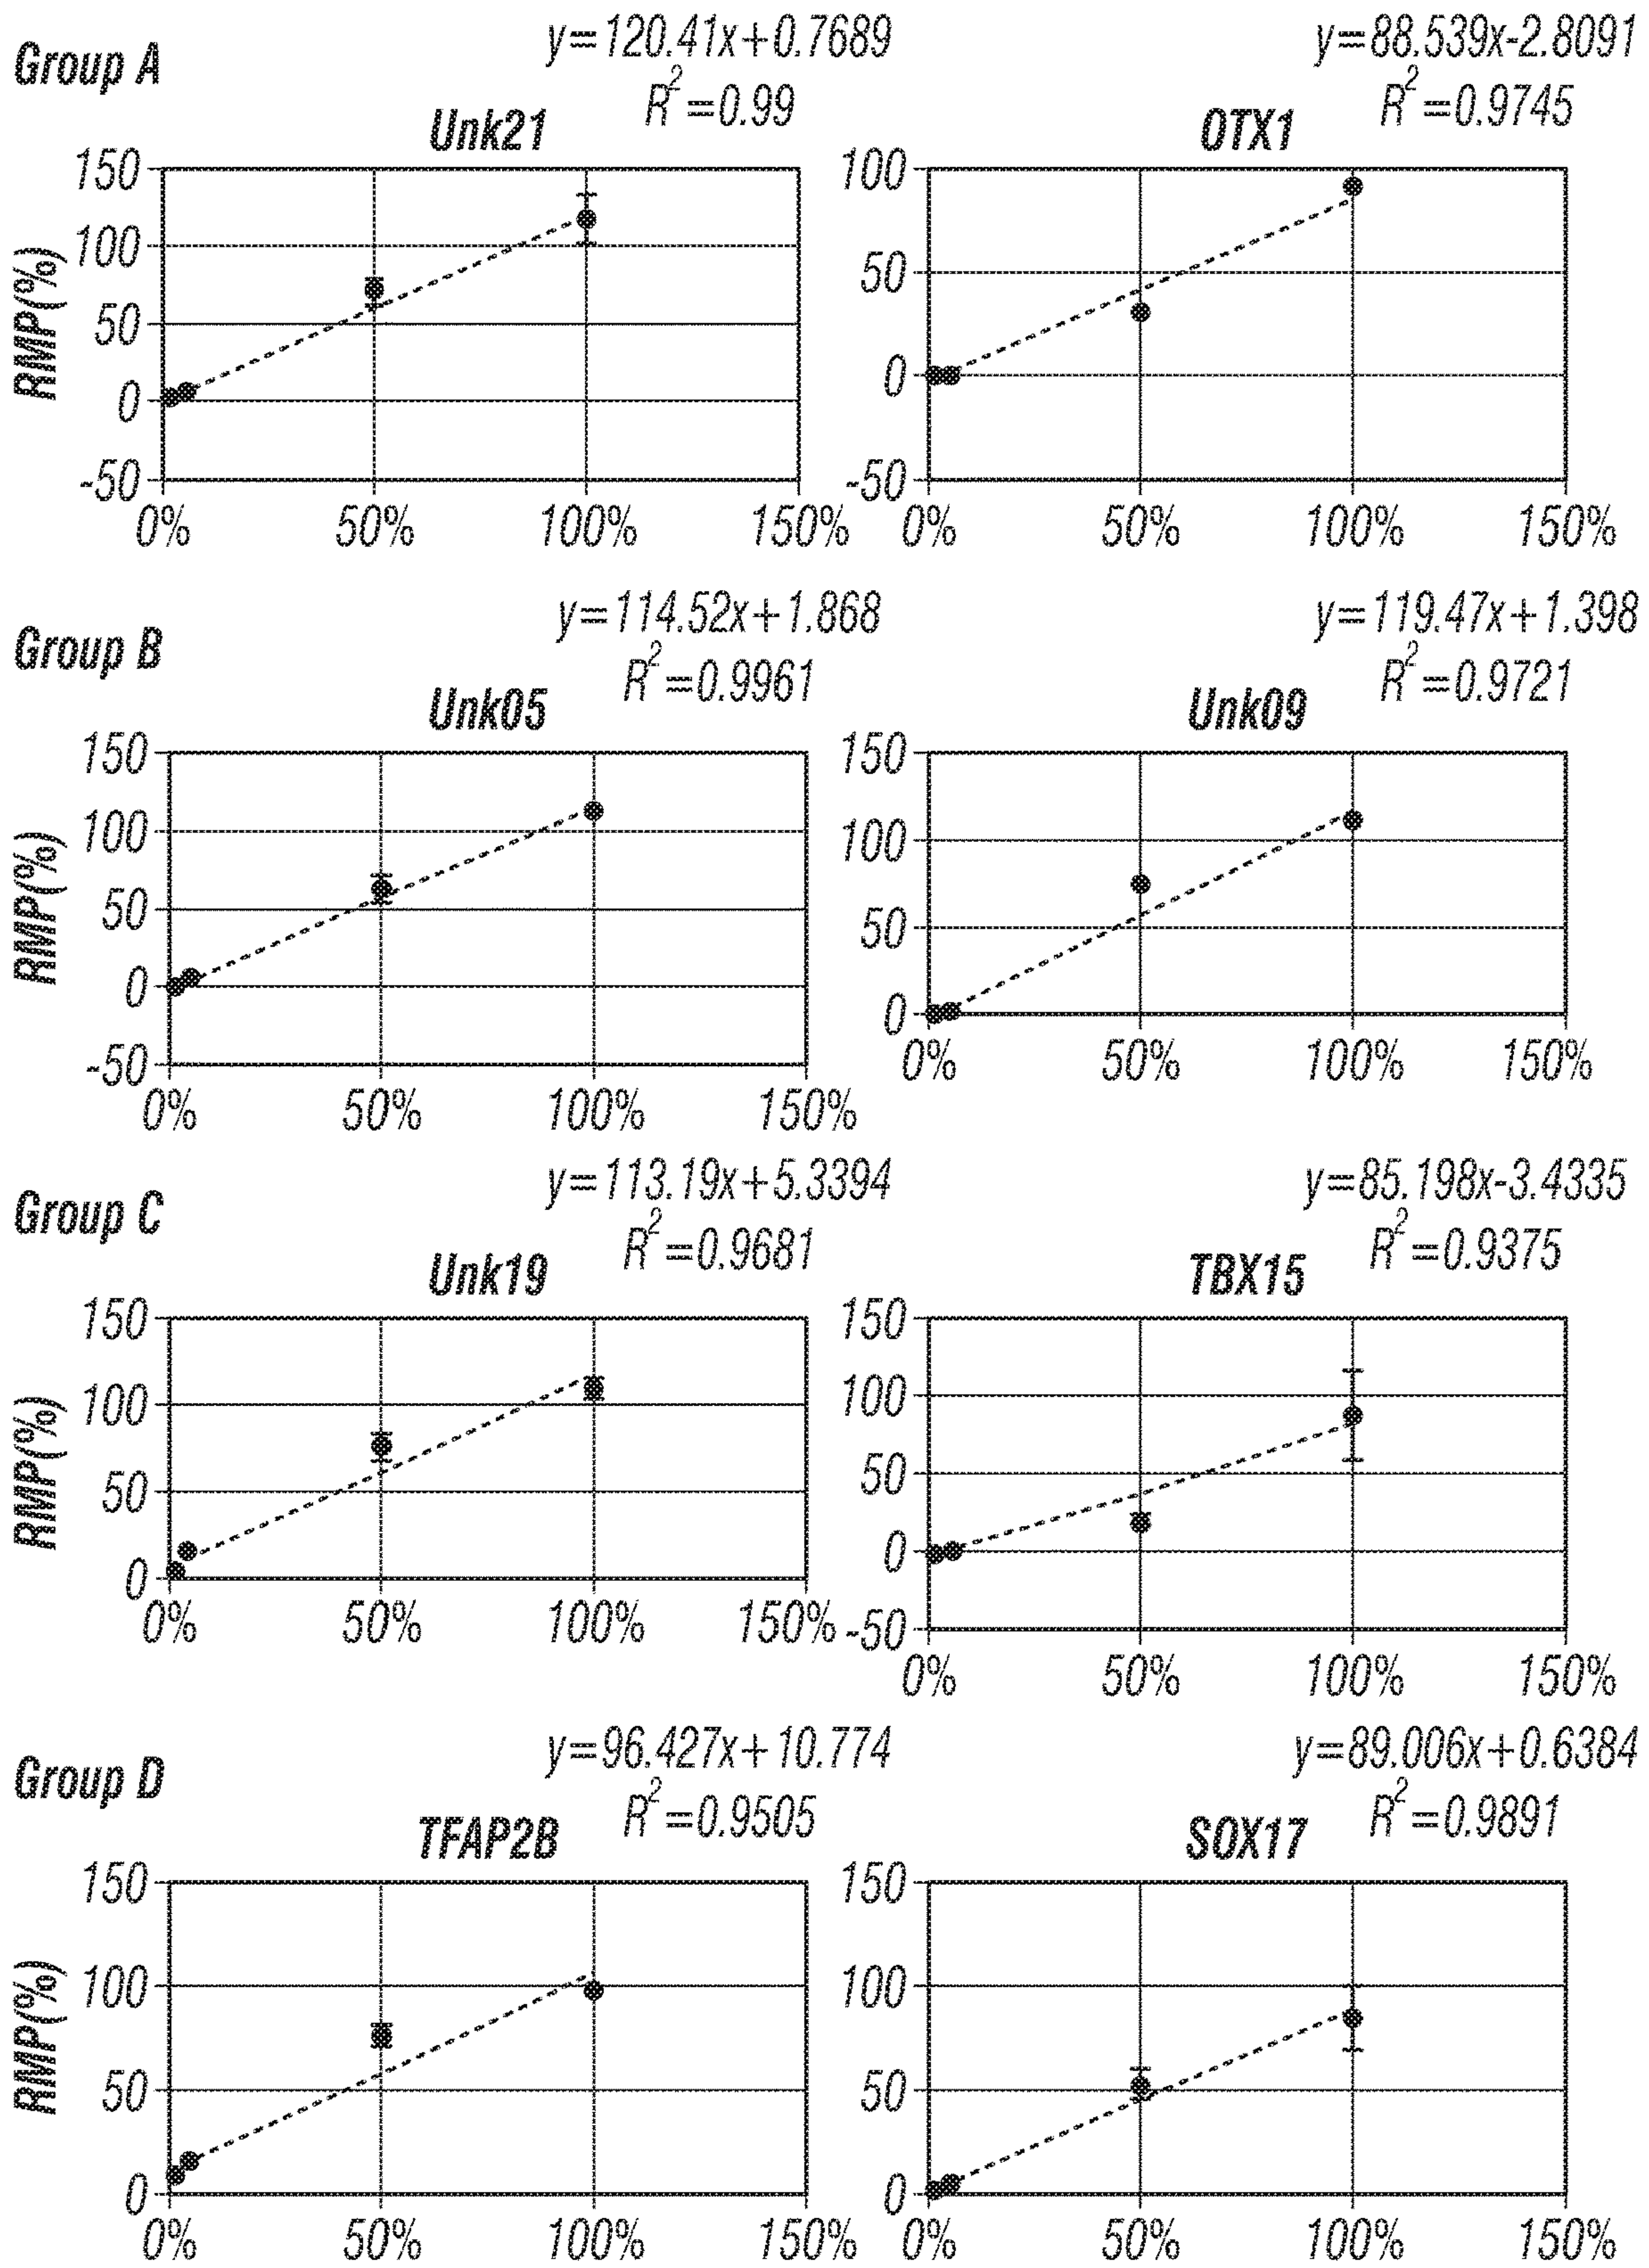 Group A
y=120.41x+0.7689
R²=0.99
Unk21
y=88.539x-2.8091
R²=0.9745
OTX1
RMP(%)
150
100
50
0
-50
0% 50% 100% 150%
100
50
0
-50
0% 50% 100% 150%
Group B
y=114.52x+1.868
R²=0.9961
Unk05
y=119.47x+1.398
R²=0.9721
Unk09
RMP(%)
150
100
50
0
-50
0% 50% 100% 150%
150
100
50
0
0% 50% 100% 150%
Group C
y=113.19x+5.3394
R²=0.9681
Unk19
y=85.198x-3.4335
R²=0.9375
TBX15
RMP(%)
150
100
50
0
0% 50% 100% 150%
150
100
50
0
-50
0% 50% 100% 150%
Group D
y=96.427x+10.774
R²=0.9505
TFAP2B
y=89.006x+0.6384
R²=0.9891
SOX17
RMP(%)
150
100
50
0
0% 50% 100% 150%
150
100
50
0
0% 50% 100% 150%